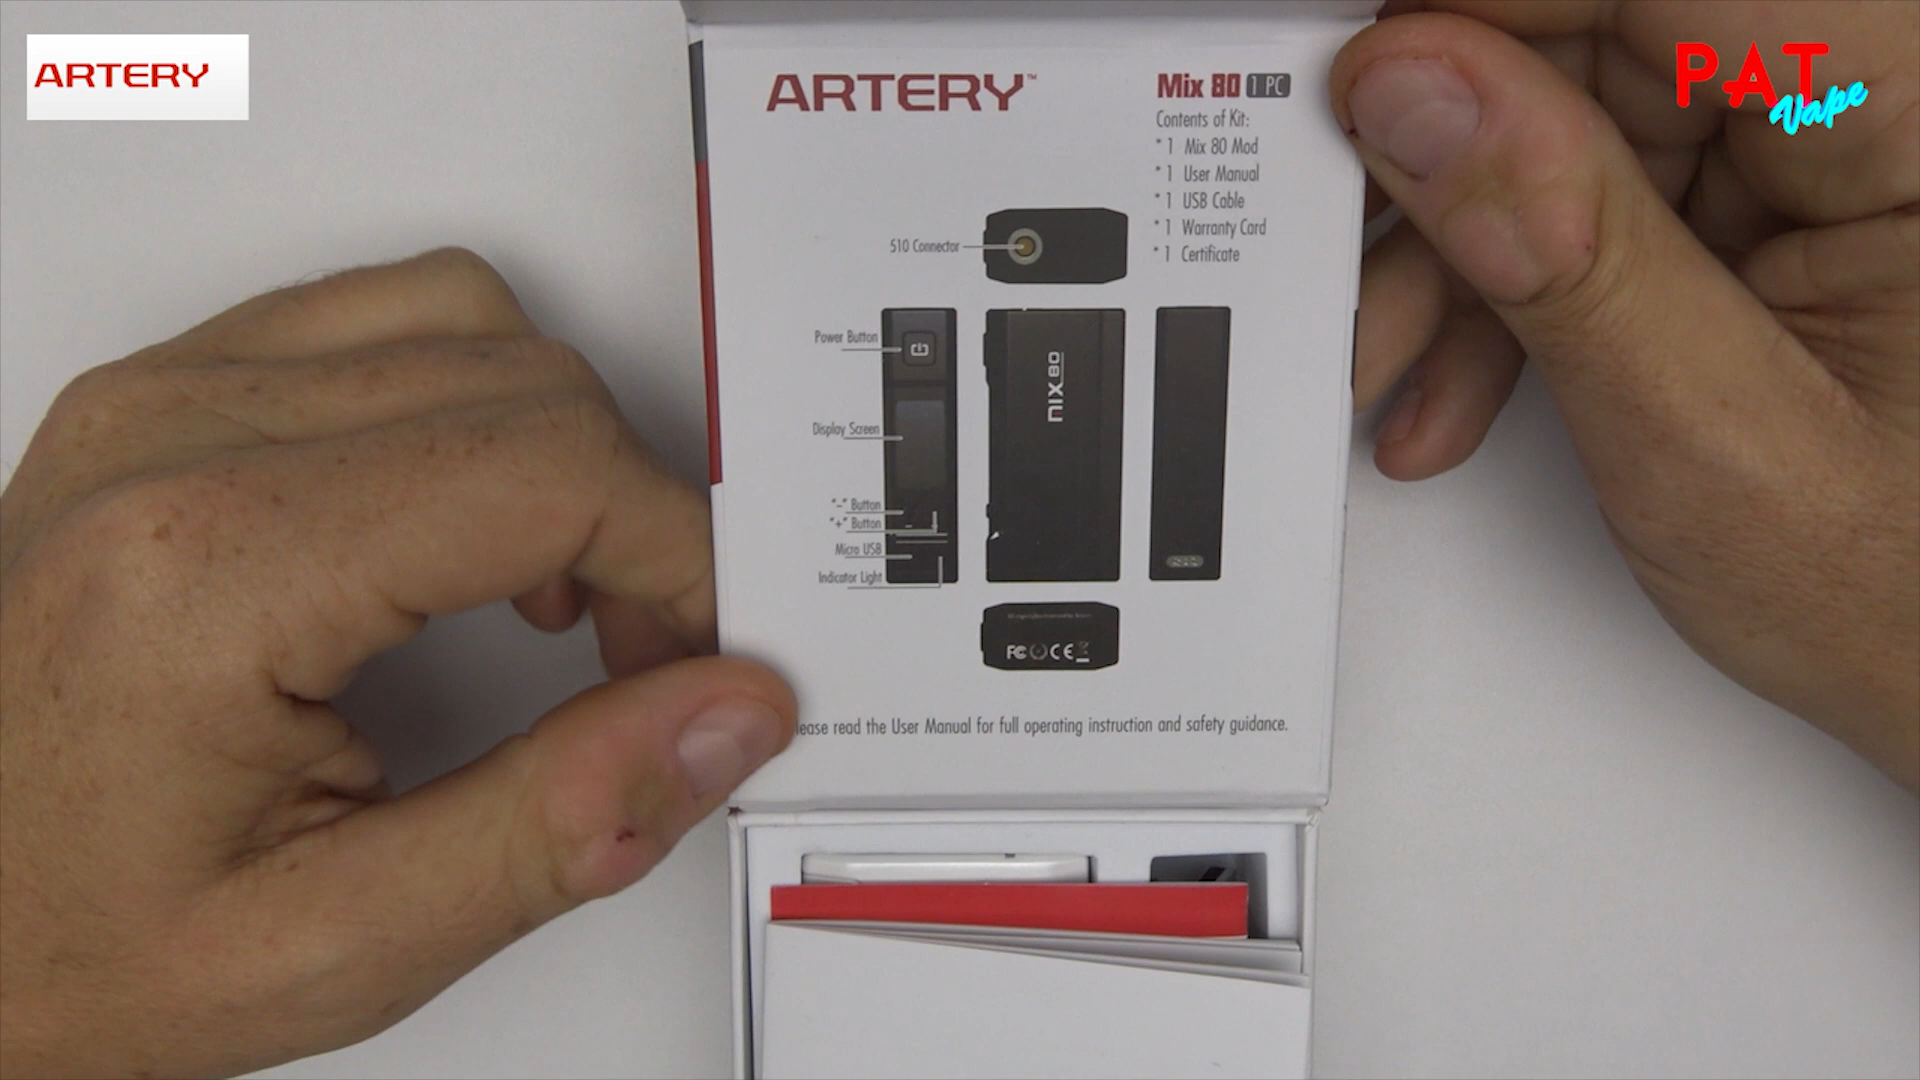 ARTERY
PAT
Vape
ARTERY™
Mix 80 1 PC
Contents of Kit:
* 1 Mix 80 Mod
* 1 User Manual
* 1 USB Cable
* 1 Warranty Card
* 1 Certificate
510 Connector
Power Button
Display Screen
"-" Button
"+" Button
Micro USB
Indicator Light
MIX80
FC CE
lease read the User Manual for full operating instruction and safety guidance.